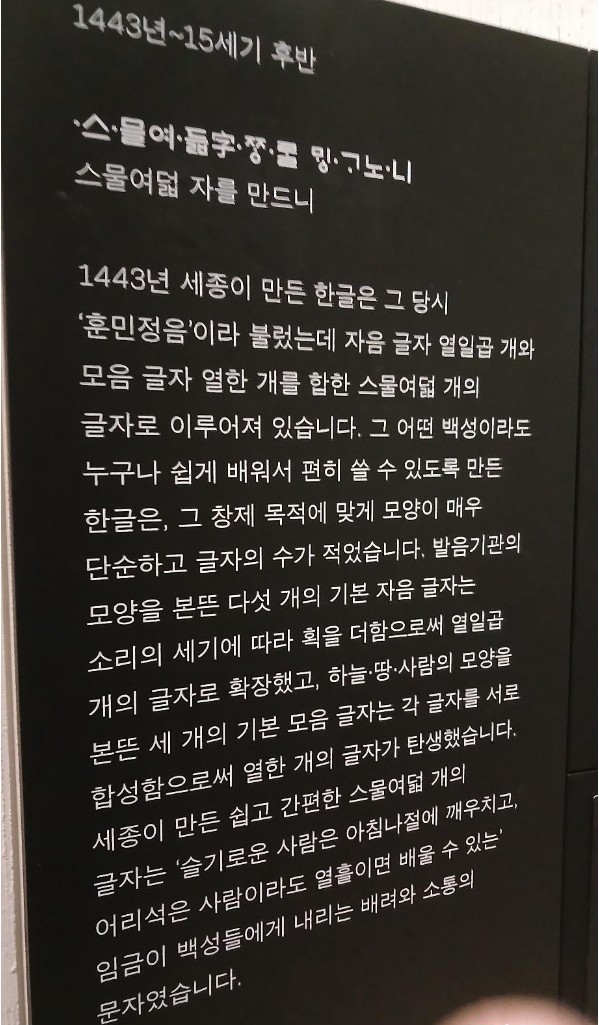 1443년~15세기 후반
·스·믈여·듧字·ᄍᆞᆼ·ᄅᆞᆯ ᄆᆡᇰ·ᄀᆞ노·니
스물여덟 자를 만드니
1443년 세종이 만든 한글은 그 당시
‘훈민정음’이라 불렀는데 자음 글자 열일곱 개와
모음 글자 열한 개를 합한 스물여덟 개의
글자로 이루어져 있습니다. 그 어떤 백성이라도
누구나 쉽게 배워서 편히 쓸 수 있도록 만든
한글은, 그 창제 목적에 맞게 모양이 매우
단순하고 글자의 수가 적었습니다. 발음기관의
모양을 본뜬 다섯 개의 기본 자음 글자는
소리의 세기에 따라 획을 더함으로써 열일곱
개의 글자로 확장했고, 하늘·땅·사람의 모양을
본뜬 세 개의 기본 모음 글자는 각 글자를 서로
합성함으로써 열한 개의 글자가 탄생했습니다.
세종이 만든 쉽고 간편한 스물여덟 개의
글자는 ‘슬기로운 사람은 아침나절에 깨우치고,
어리석은 사람이라도 열흘이면 배울 수 있는’
임금이 백성들에게 내리는 배려와 소통의
문자였습니다.